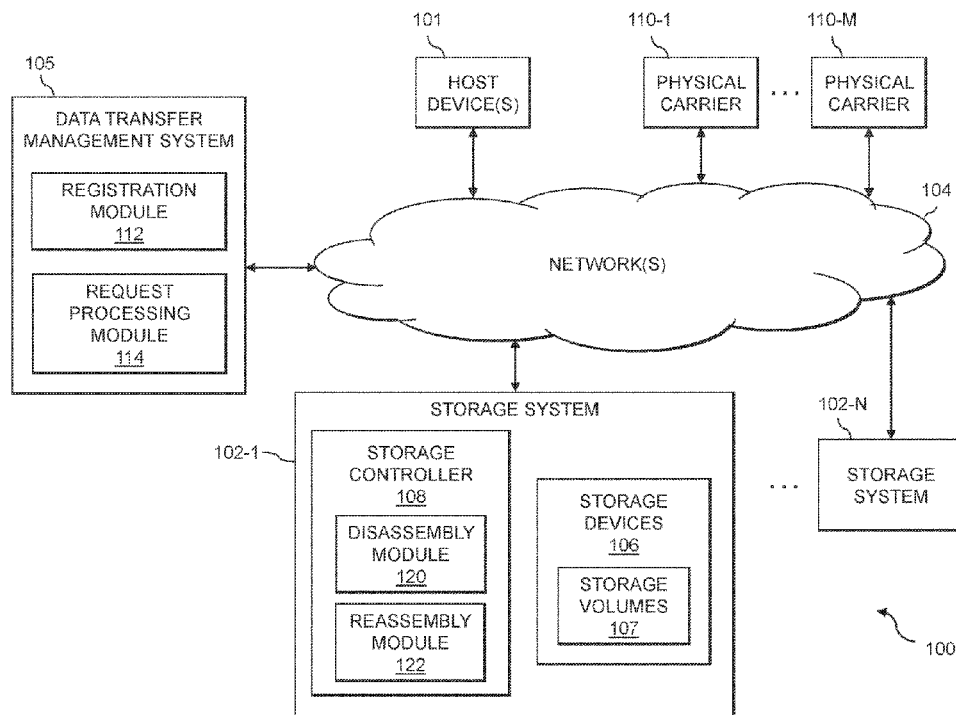 101
110-1
110-M
105
HOST
DEVICE(S)
PHYSICAL
CARRIER
. . .
PHYSICAL
CARRIER
DATA TRANSFER
MANAGEMENT SYSTEM
REGISTRATION
MODULE
112
REQUEST
PROCESSING
MODULE
114
104
NETWORK(S)
STORAGE SYSTEM
102-1
STORAGE
CONTROLLER
108
DISASSEMBLY
MODULE
120
REASSEMBLY
MODULE
122
STORAGE
DEVICES
106
STORAGE
VOLUMES
107
102-N
. . .
STORAGE
SYSTEM
100